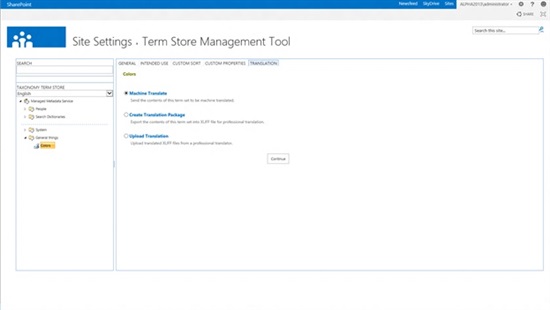 SharePoint
Newsfeed SkyDrive Sites
SHARE
Site Settings › Term Store Management Tool
Search this site...
SEARCH
TAXONOMY TERM STORE
English
Managed Metadata Service
People
Search Dictionaries
System
General things
Colors
GENERAL INTENDED USE CUSTOM SORT CUSTOM PROPERTIES TRANSLATION
Colors
Machine Translate
Send the contents of this term set to be machine translated.
Create Translation Package
Export the contents of this term set into XLIFF file for professional translation.
Upload Translation
Upload translated XLIFF files from a professional translator.
Continue